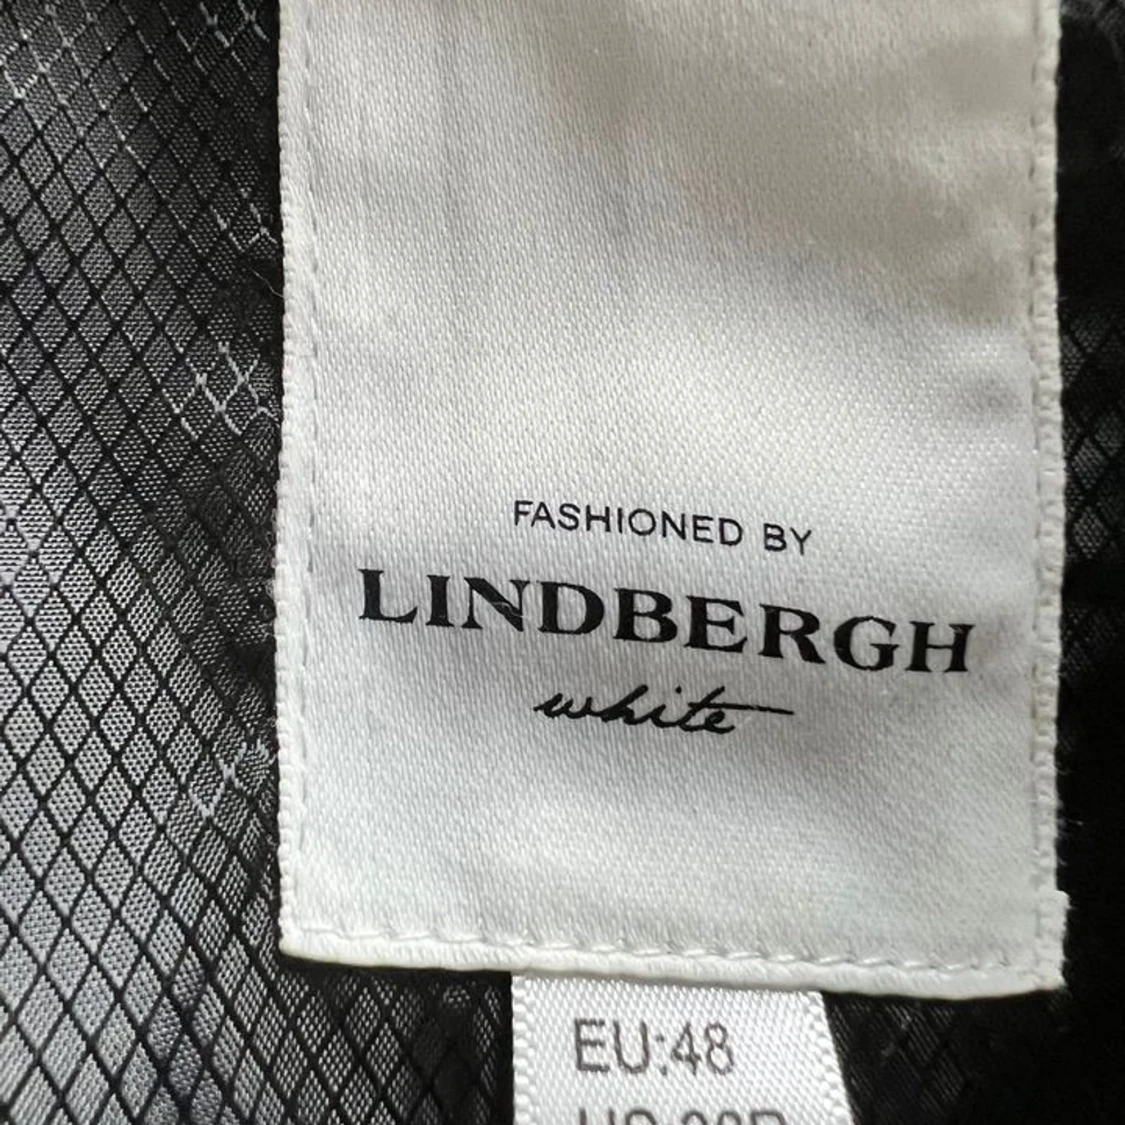 FASHIONED BY
LINDBERGH
white
EU:48